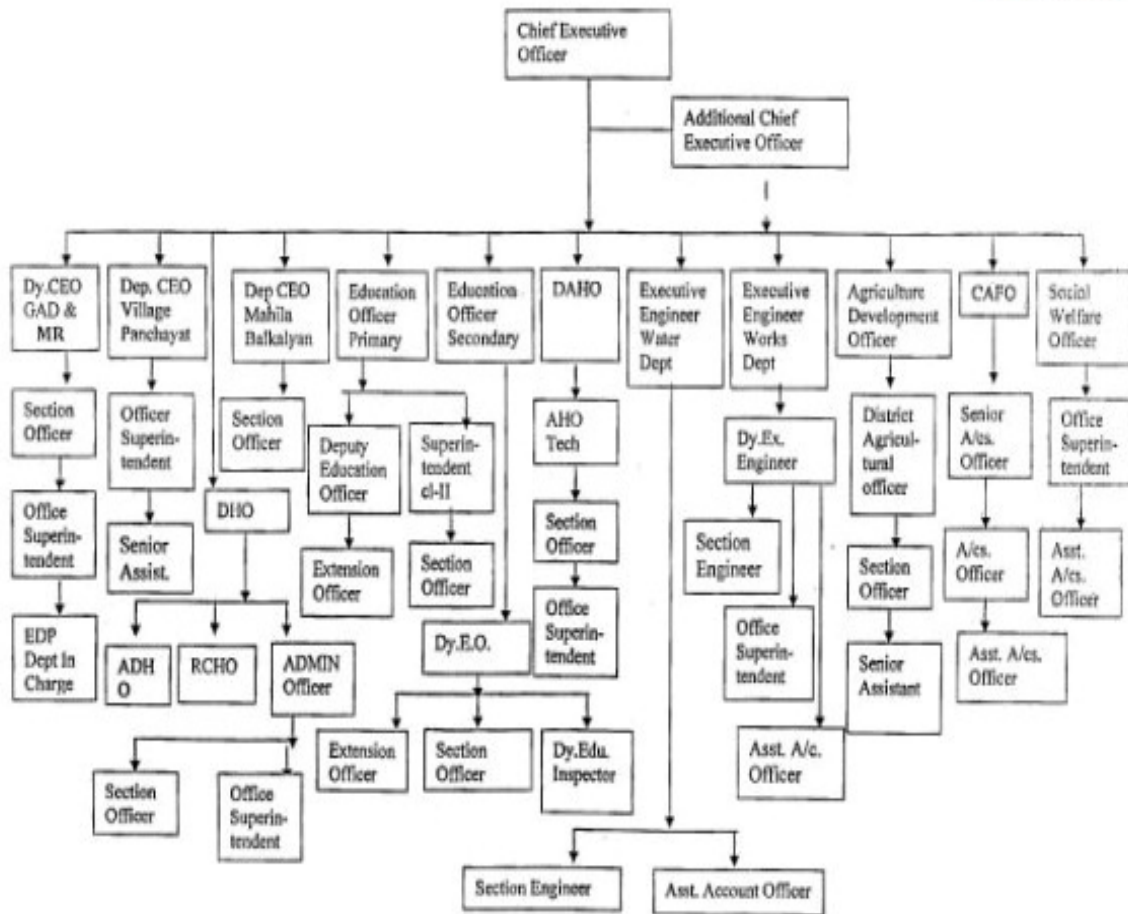 Chief Executive
Officer
Additional Chief
Executive Officer
Dy.CEO
GAD &
MR
Dep. CEO
Village
Panchayat
Dep CEO
Mahila
Balkalyan
Education
Officer
Primary
Education
Officer
Secondary
DAHO
Executive
Engineer
Water
Dept
Executive
Engineer
Works
Dept
Agriculture
Development
Officer
CAFO
Social
Welfare
Officer
Section
Officer
Officer
Superin-
tendent
Section
Officer
Deputy
Education
Officer
Superin-
tendent
cl-II
AHO
Tech
Dy.Ex.
Engineer
District
Agricul-
tural
officer
Senior
A/cs.
Officer
Office
Superin-
tendent
Office
Superin-
tendent
Senior
Assist.
DHO
Extension
Officer
Section
Officer
Section
Officer
Section
Engineer
Section
Officer
A/cs.
Officer
Asst.
A/cs.
Officer
EDP
Dept In
Charge
ADH
O
RCHO
ADMIN
Officer
Dy.E.O.
Office
Superin-
tendent
Office
Superin-
tendent
Senior
Assistant
Asst. A/cs.
Officer
Section
Officer
Office
Superin-
tendent
Extension
Officer
Section
Officer
Dy.Edu.
Inspector
Asst. A/c.
Officer
Section Engineer
Asst. Account Officer